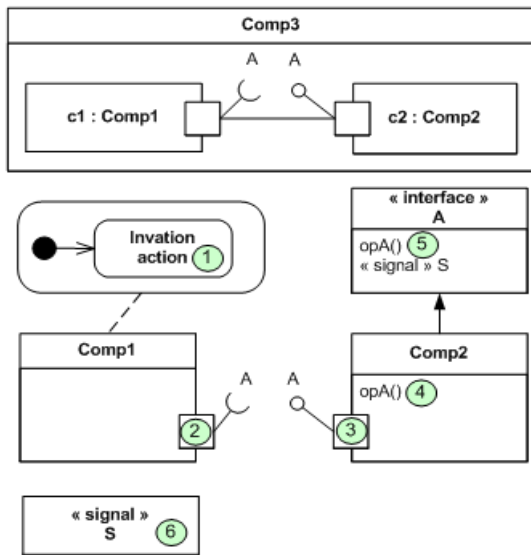 Comp3
A
A
c1 : Comp1
c2 : Comp2
Invation
action
1
« interface »
A
opA() 5
« signal » S
Comp1
A
2
A
3
Comp2
opA() 4
« signal »
S 6